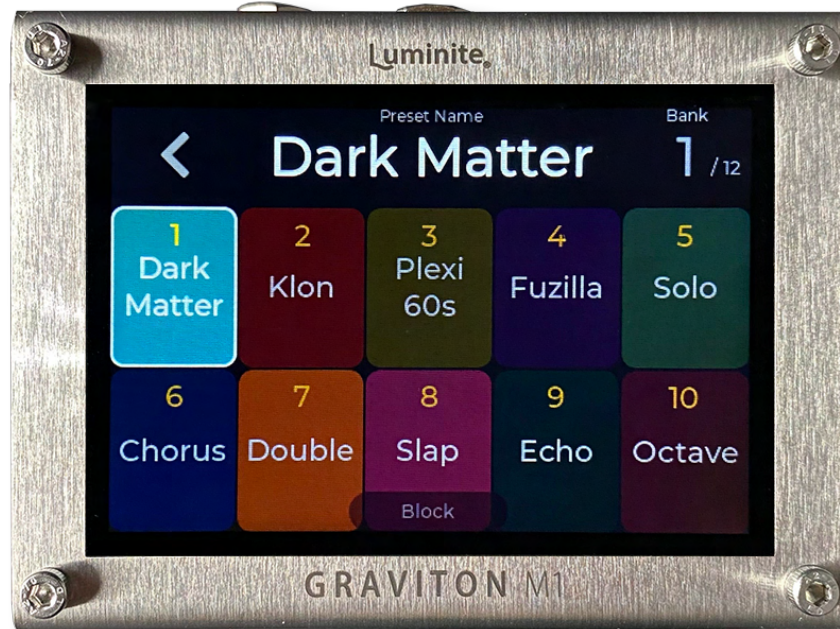 Luminite
Preset Name
Bank
Dark Matter
1 / 12
1
Dark
Matter
2
Klon
3
Plexi
60s
4
Fuzilla
5
Solo
6
Chorus
7
Double
8
Slap
9
Echo
10
Octave
Block
GRAVITON M1